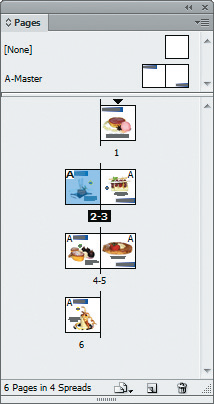 Pages
[None]
A-Master
1
A A
2-3
A A
4-5
A
6
6 Pages in 4 Spreads